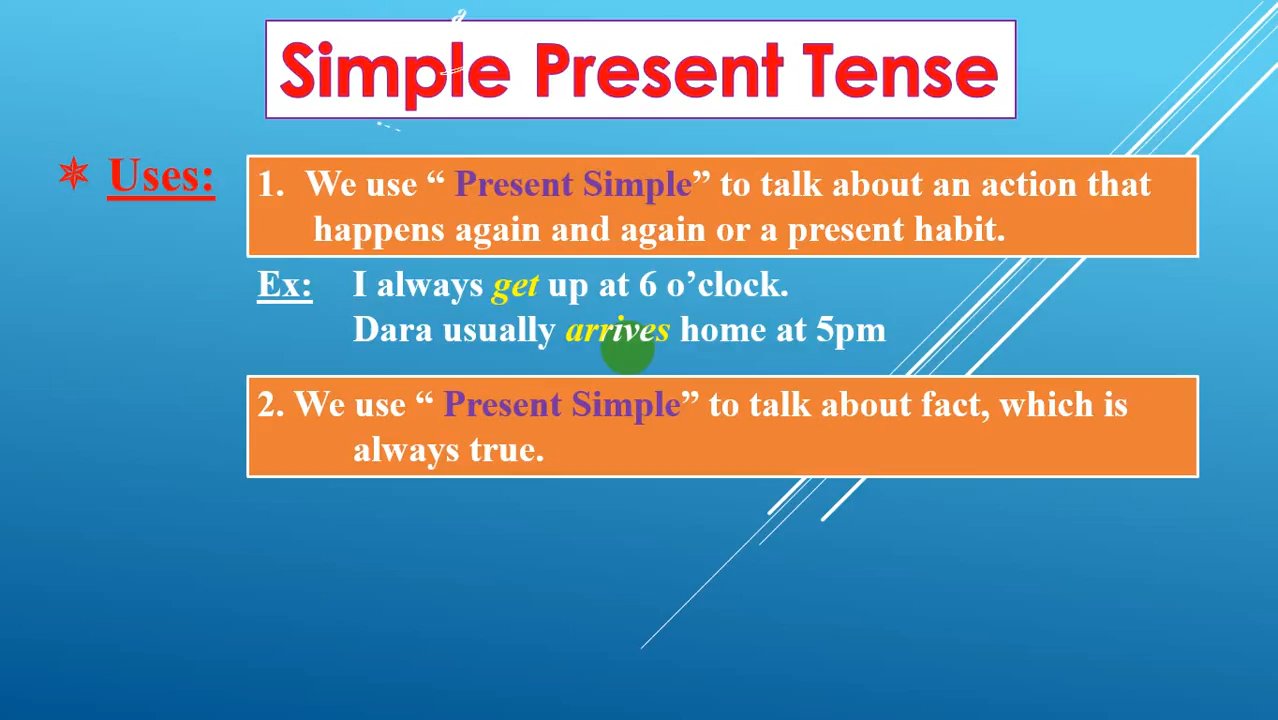 Simple Present Tense
Uses:
1. We use “ Present Simple” to talk about an action that
happens again and again or a present habit.
Ex: I always get up at 6 o’clock.
Dara usually arrives home at 5pm
2. We use “ Present Simple” to talk about fact, which is
always true.